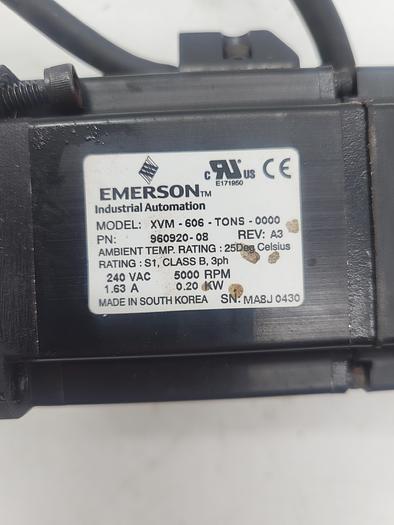 EMERSON™
Industrial Automation
c RU US
E171950
CE
MODEL: XVM - 606 - TONS - 0000
PN: 960920-08 REV: A3
AMBIENT TEMP. RATING : 25Deg Celsius
RATING : S1, CLASS B, 3ph
240 VAC 5000 RPM
1.63 A 0.20 KW
MADE IN SOUTH KOREA SN: MA8J 0430